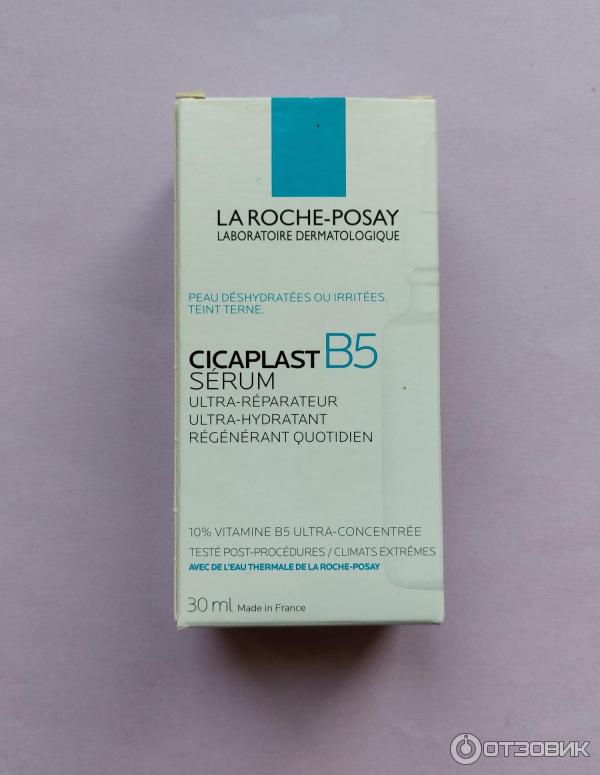 LA ROCHE-POSAY
LABORATOIRE DERMATOLOGIQUE
PEAU DÉSHYDRATÉES OU IRRITÉES.
TEINT TERNE.
CICAPLAST B5
SÉRUM
ULTRA-RÉPARATEUR
ULTRA-HYDRATANT
RÉGÉNÉRANT QUOTIDIEN
10% VITAMINE B5 ULTRA-CONCENTRÉE
TESTÉ POST-PROCÉDURES / CLIMATS EXTRÊMES
AVEC DE L'EAU THERMALE DE LA ROCHE-POSAY
30 ml Made in France
ОТЗОВИК